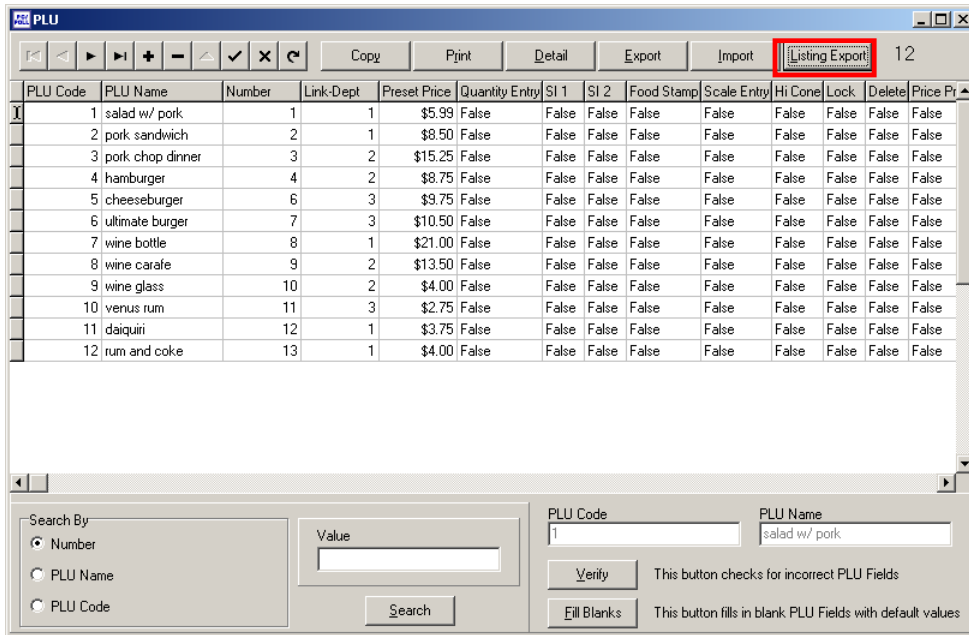 PLU
Copy Print Detail Export Import Listing Export 12
PLU Code PLU Name Number Link-Dept Preset Price Quantity Entry SI 1 SI 2 Food Stamp Scale Entry Hi Cone Lock Delete Price Pr
1 salad w/ pork 1 1 $5.99 False False False False False False False False False
2 pork sandwich 2 1 $8.50 False False False False False False False False False
3 pork chop dinner 3 2 $15.25 False False False False False False False False False
4 hamburger 4 2 $8.75 False False False False False False False False False
5 cheeseburger 6 3 $9.75 False False False False False False False False False
6 ultimate burger 7 3 $10.50 False False False False False False False False False
7 wine bottle 8 1 $21.00 False False False False False False False False False
8 wine carafe 9 2 $13.50 False False False False False False False False False
9 wine glass 10 2 $4.00 False False False False False False False False False
10 venus rum 11 3 $2.75 False False False False False False False False False
11 daiquiri 12 1 $3.75 False False False False False False False False False
12 rum and coke 13 1 $4.00 False False False False False False False False False
Search By
Number
PLU Name
PLU Code
Value
Search
PLU Code PLU Name
1 salad w/ pork
Verify This button checks for incorrect PLU Fields
Fill Blanks This button fills in blank PLU Fields with default values